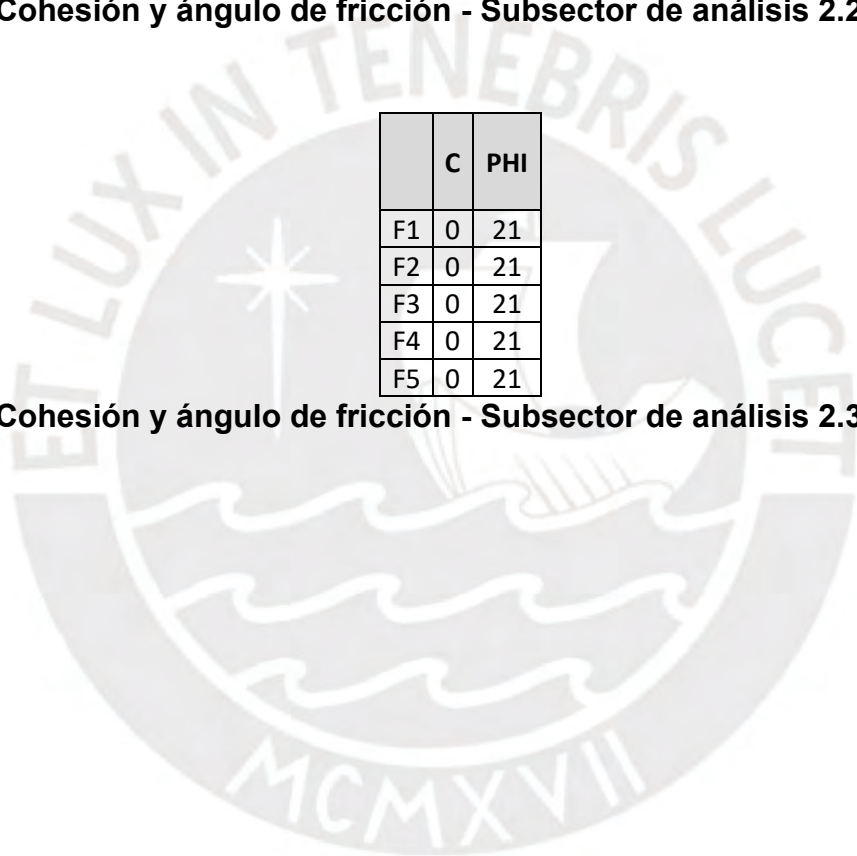 Cohesión y ángulo de fricción - Subsector de análisis 2.2
ET LUX IN TENEBRIS LUCET
C PHI
F1 0 21
F2 0 21
F3 0 21
F4 0 21
F5 0 21
Cohesión y ángulo de fricción - Subsector de análisis 2.3
MCMXVII